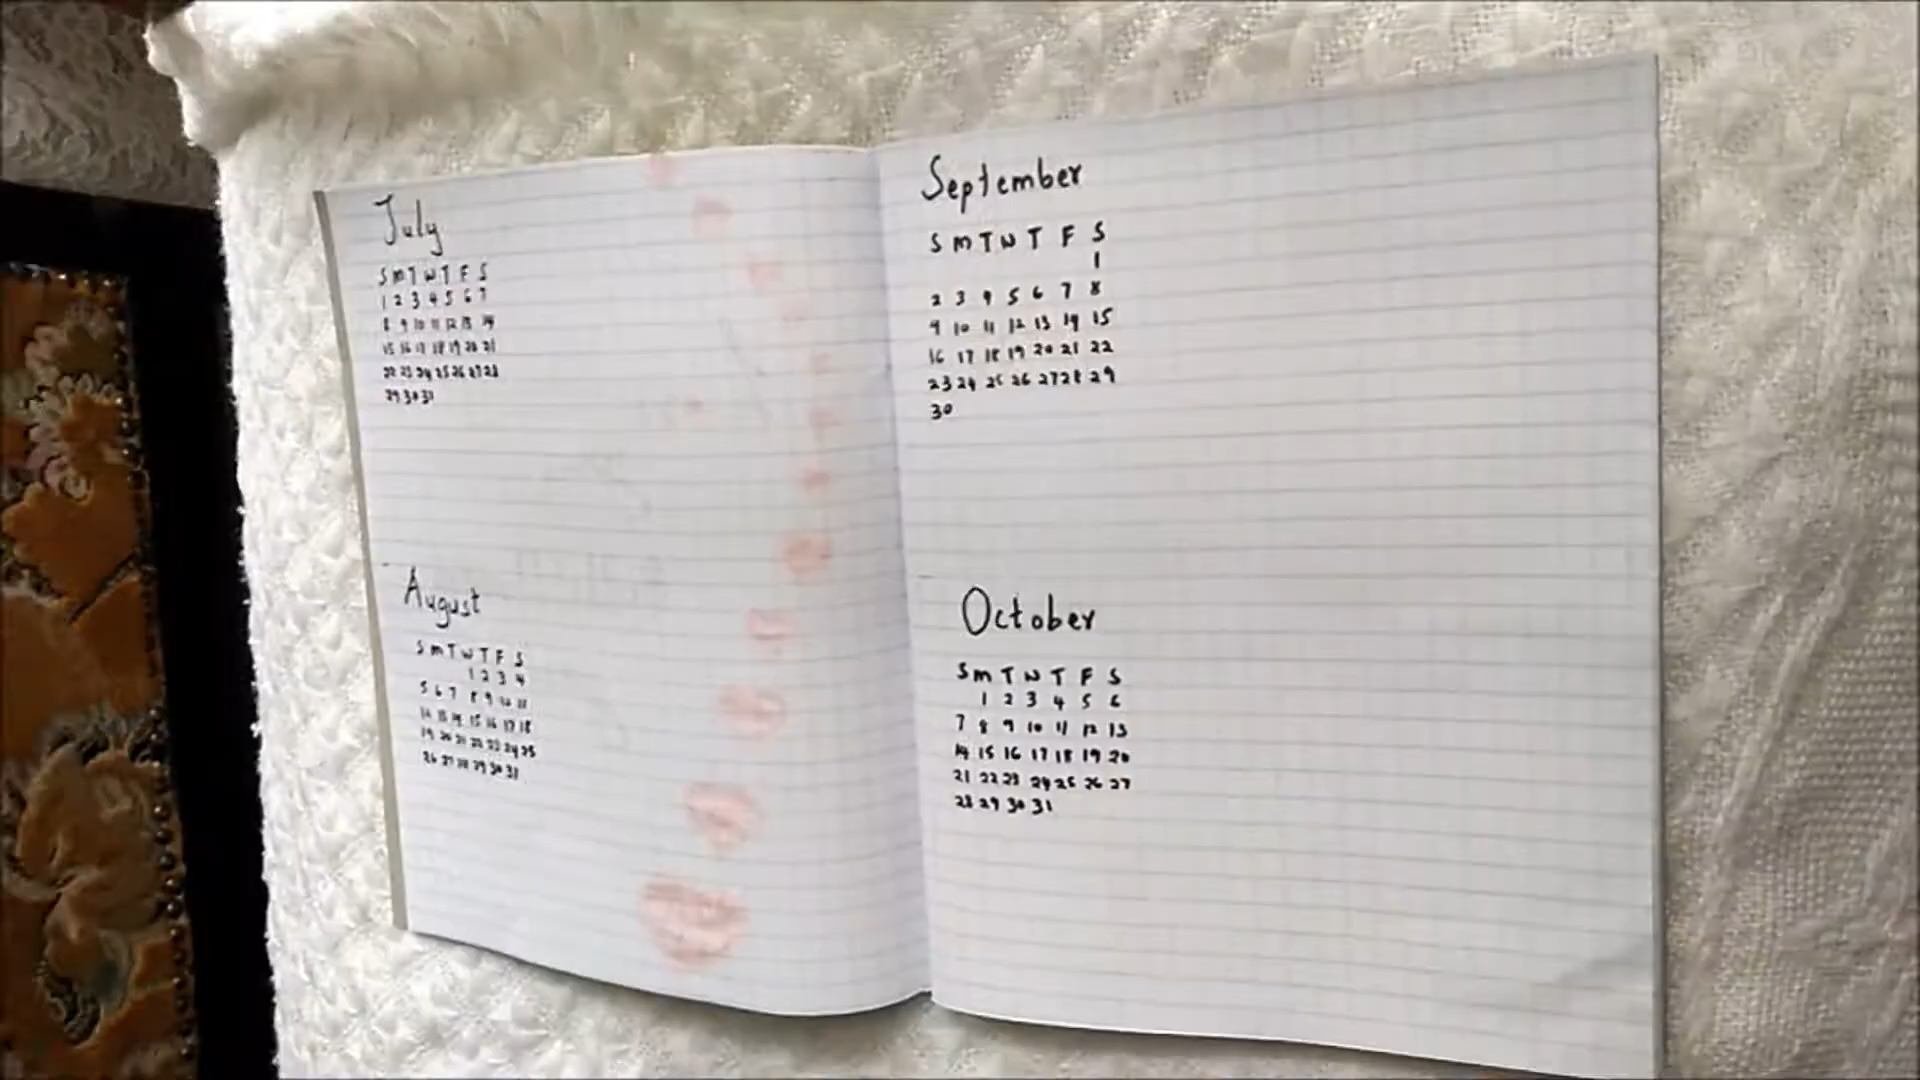 July
S M T W T F S
1 2 3 4 5 6 7
8 9 10 11 12 13 14
15 16 17 18 19 20 21
22 23 24 25 26 27 28
29 30 31
August
S M T W T F S
1 2 3 4
5 6 7 8 9 10 11
12 13 14 15 16 17 18
19 20 21 22 23 24 25
26 27 28 29 30 31
September
S M T W T F S
1
2 3 4 5 6 7 8
9 10 11 12 13 14 15
16 17 18 19 20 21 22
23 24 25 26 27 28 29
30
October
S M T W T F S
1 2 3 4 5 6
7 8 9 10 11 12 13
14 15 16 17 18 19 20
21 22 23 24 25 26 27
28 29 30 31